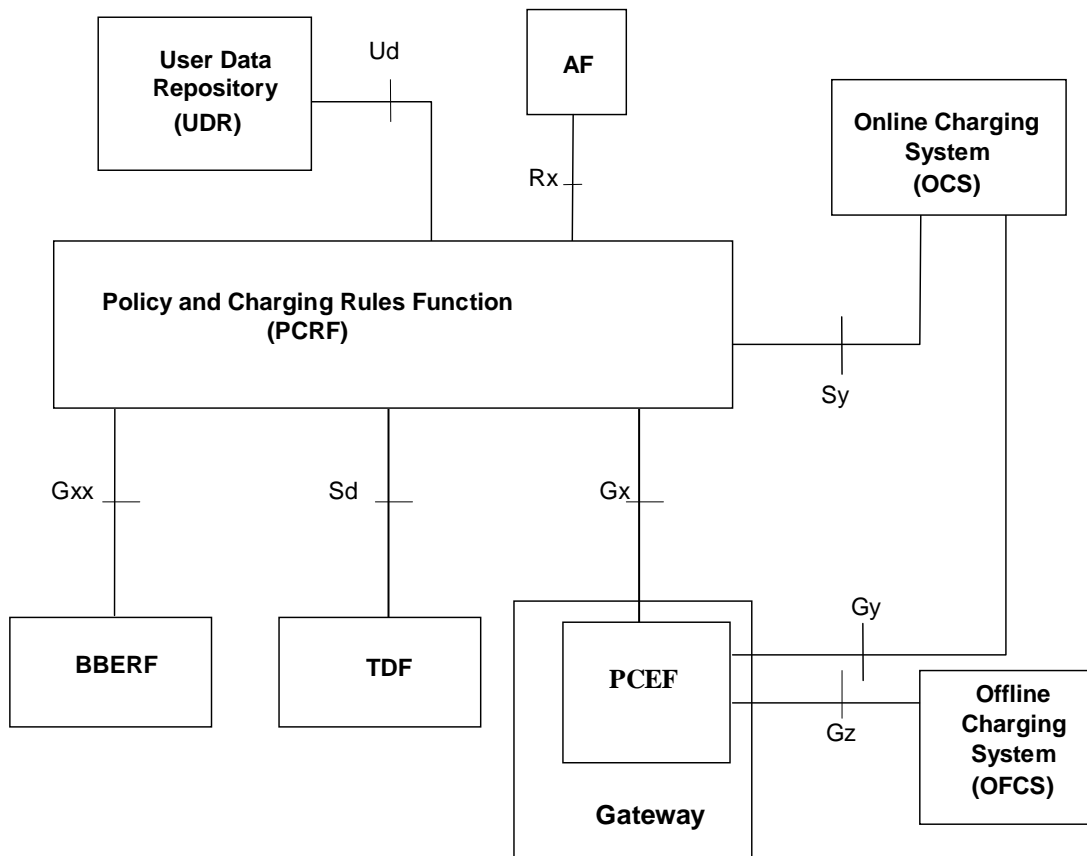 User Data
Repository
(UDR)
Ud
AF
Online Charging
System
(OCS)
Rx
Policy and Charging Rules Function
(PCRF)
Sy
Gxx
Sd
Gx
Gy
BBERF
TDF
PCEF
Offline
Charging
System
(OFCS)
Gz
Gateway